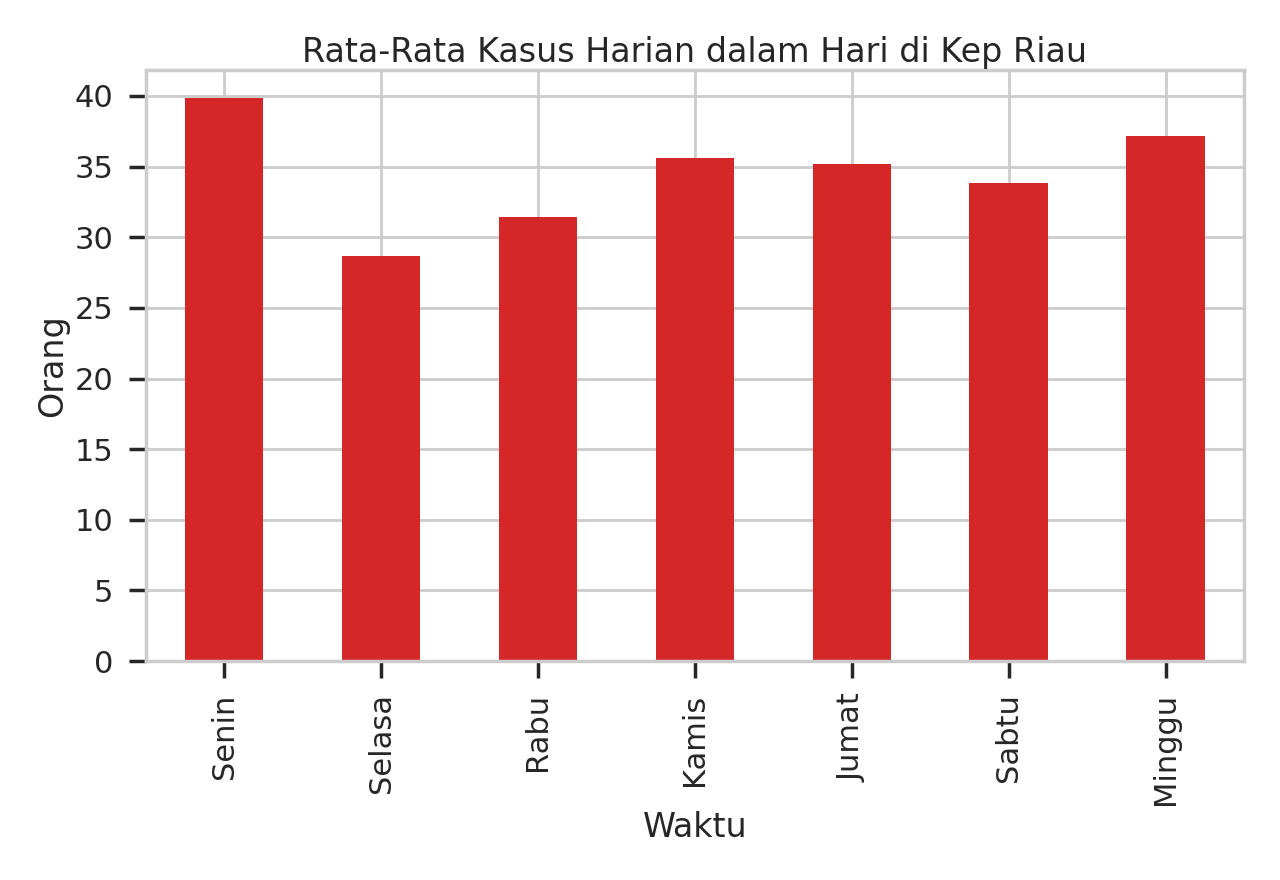 Rata-Rata Kasus Harian dalam Hari di Kep Riau
40
35
30
25
20
15
10
5
0
Orang
Senin
Selasa
Rabu
Kamis
Jumat
Sabtu
Minggu
Waktu